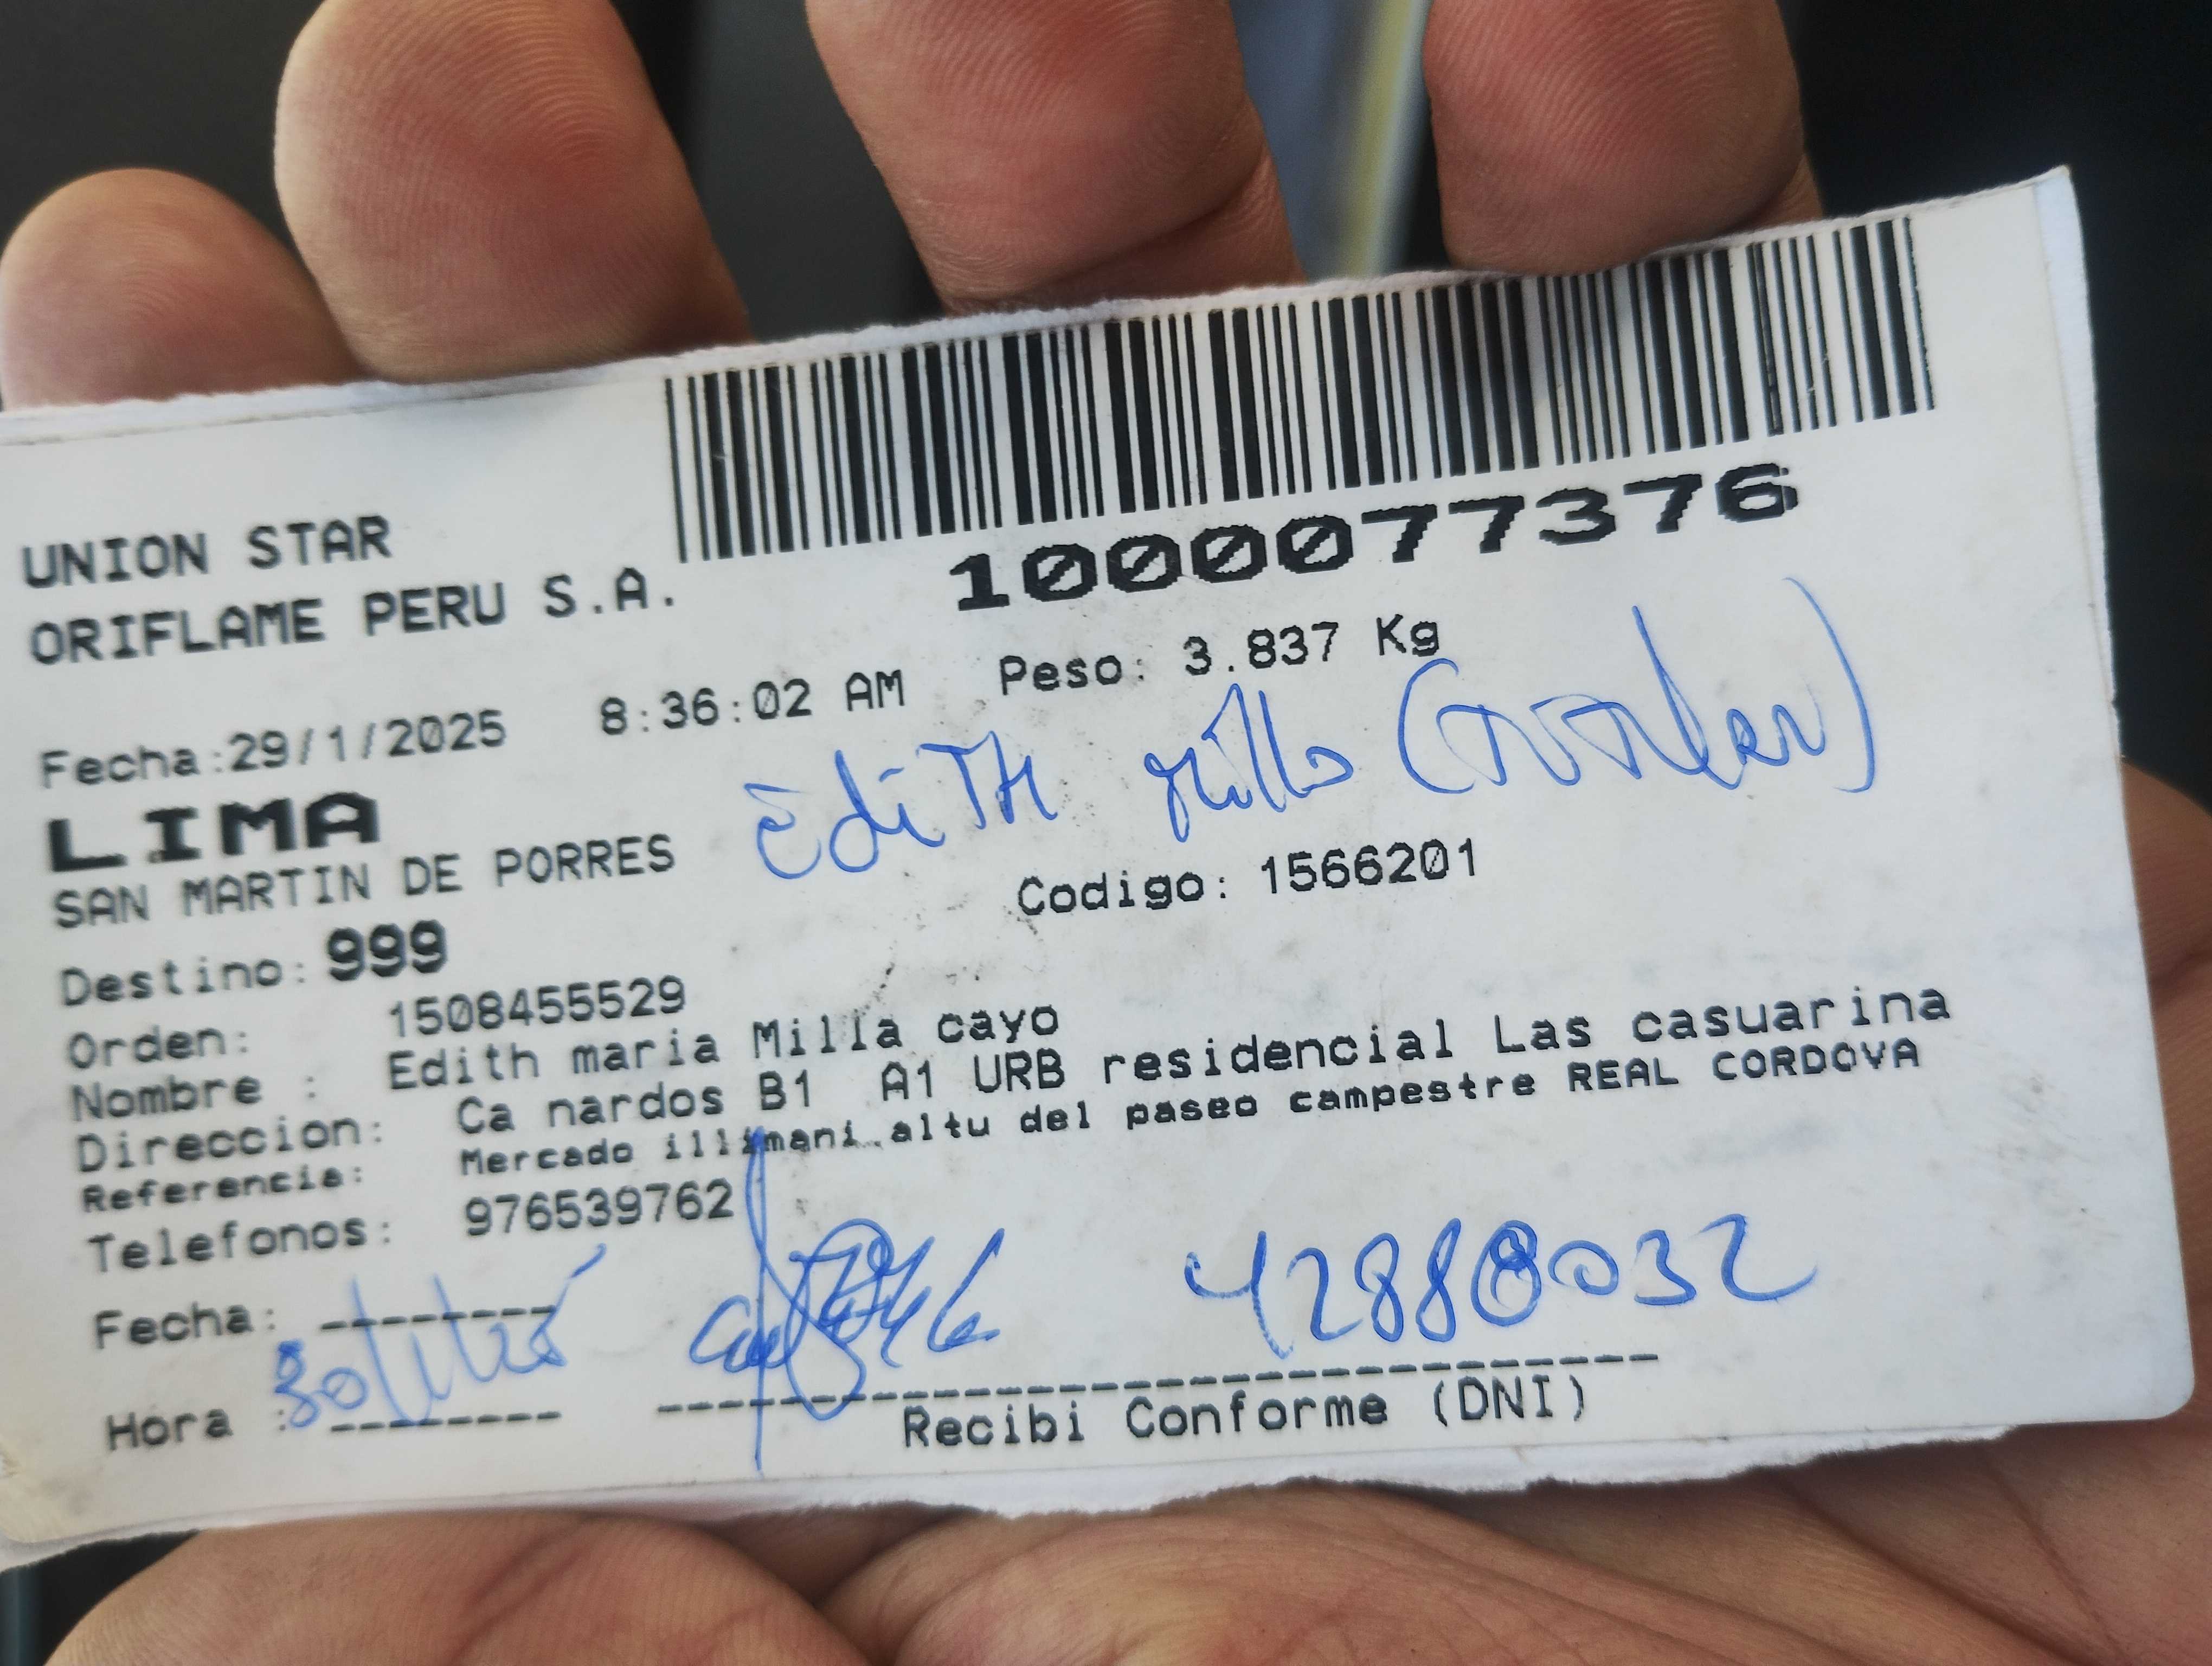 UNION STAR
ORIFLAME PERU S.A.
1000077376
Fecha:29/1/2025 8:36:02 AM Peso: 3.837 Kg
LIMA
Edith Milla (titular)
SAN MARTIN DE PORRES
Codigo: 1566201
Destino: 999
Orden: 1508455529
Nombre : Edith maria Milla cayo
Direccion: Ca nardos B1 A1 URB residencial Las casuarina
Referencia: Mercado illimani altu del paseo campestre REAL CORDOVA
Telefonos: 976539762
Fecha:
42888032
Hora :
Recibi Conforme (DNI)